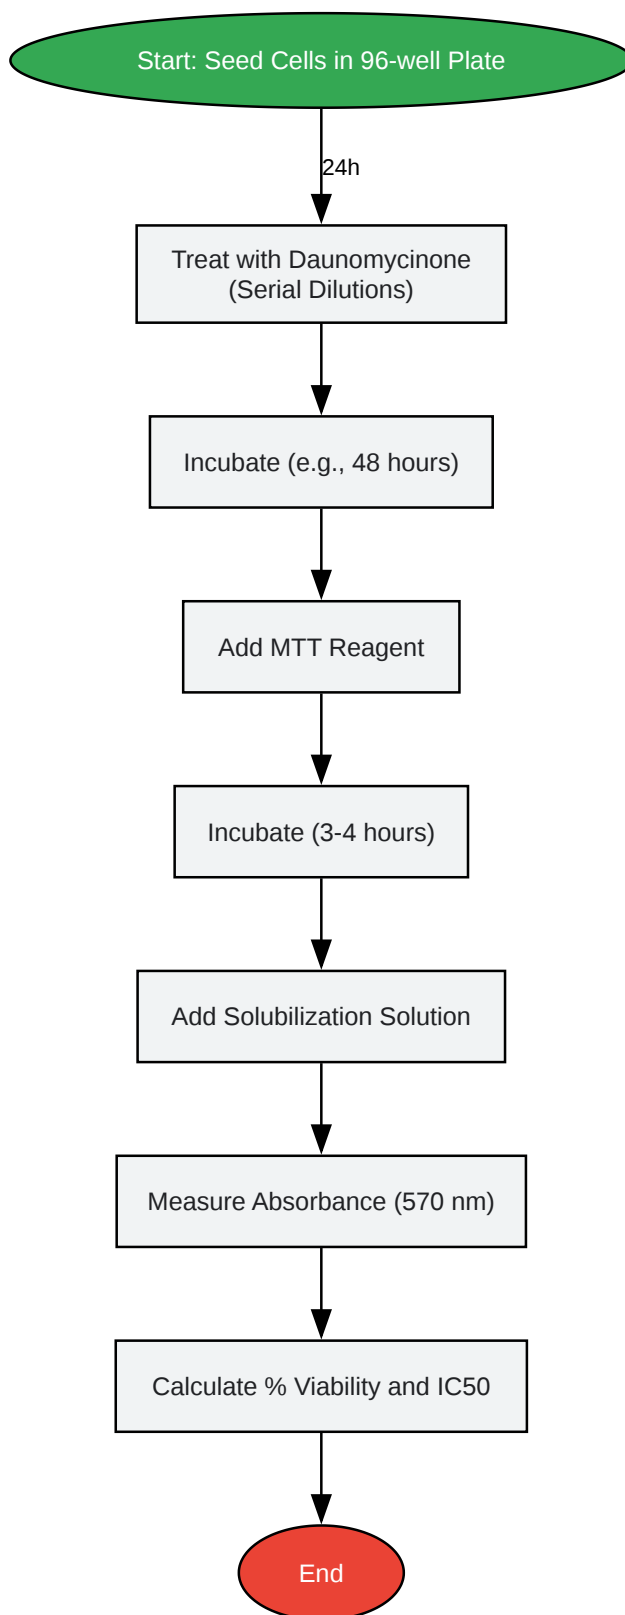 Start: Seed Cells in 96-well Plate
24h
Treat with Daunomycinone
(Serial Dilutions)
Incubate (e.g., 48 hours)
Add MTT Reagent
Incubate (3-4 hours)
Add Solubilization Solution
Measure Absorbance (570 nm)
Calculate % Viability and IC50
End